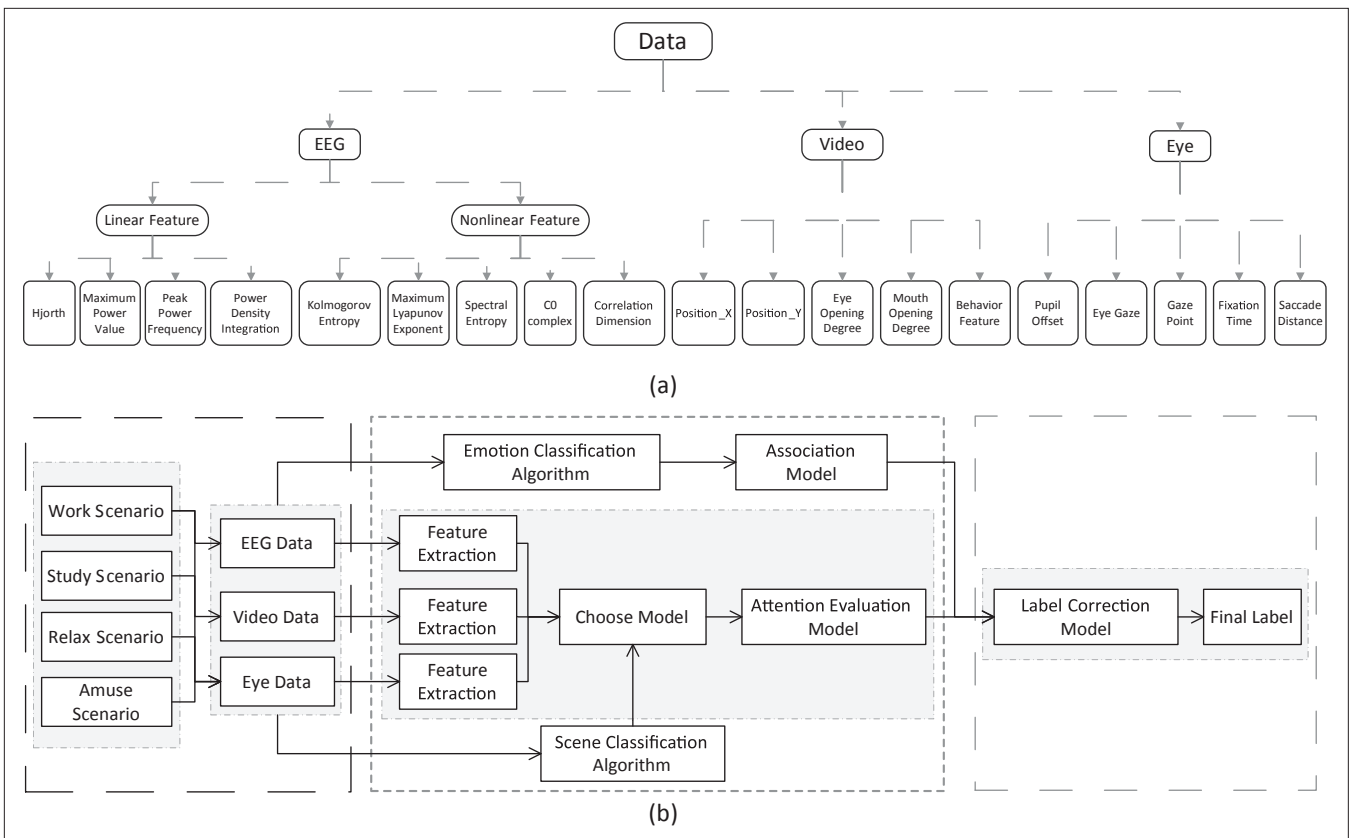 Data
EEG
Video
Eye
Linear Feature
Nonlinear Feature
Hjorth
Maximum
Power
Value
Peak
Power
Frequency
Power
Density
Integration
Kolmogorov
Entropy
Maximum
Lyapunov
Exponent
Spectral
Entropy
C0
complex
Correlation
Dimension
Position_X
Position_Y
Eye
Opening
Degree
Mouth
Opening
Degree
Behavior
Feature
Pupil
Offset
Eye Gaze
Gaze
Point
Fixation
Time
Saccade
Distance
(a)
Work Scenario
Study Scenario
Relax Scenario
Amuse
Scenario
EEG Data
Video Data
Eye Data
Emotion Classification
Algorithm
Association
Model
Feature
Extraction
Feature
Extraction
Feature
Extraction
Choose Model
Attention Evaluation
Model
Scene Classification
Algorithm
Label Correction
Model
Final Label
(b)